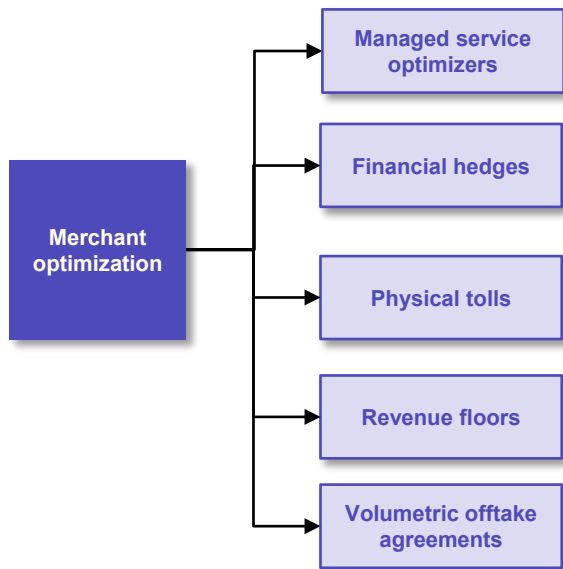 Managed service
optimizers
Financial hedges
Merchant
optimization
Physical tolls
Revenue floors
Volumetric offtake
agreements